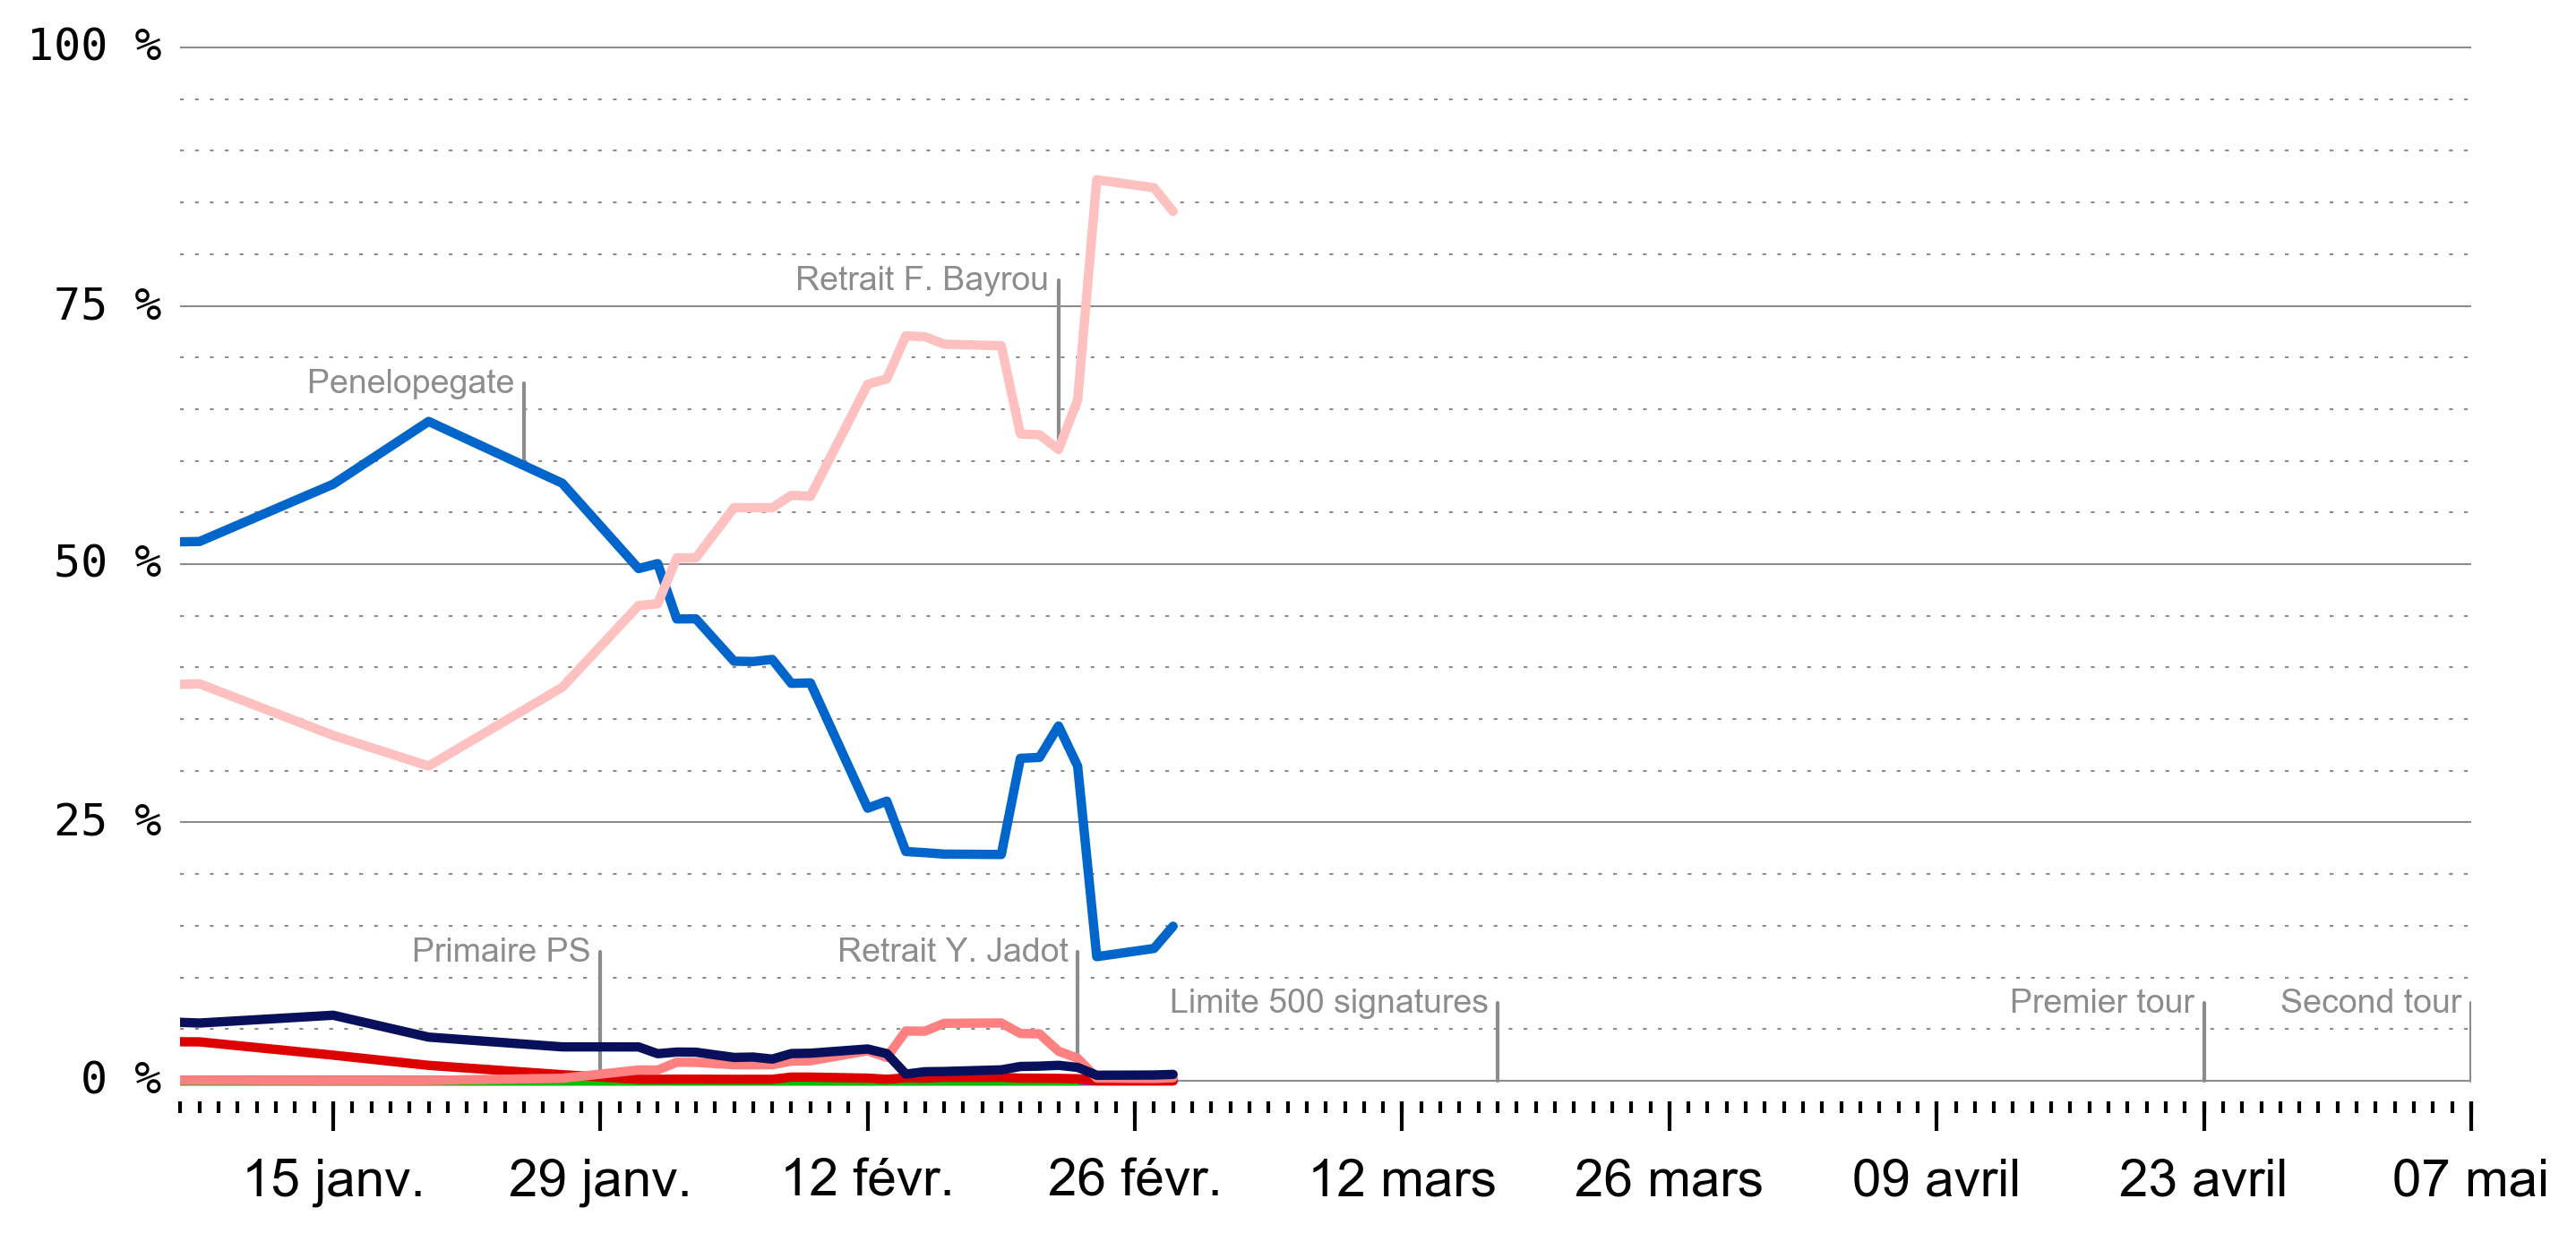 100 %
Retrait F. Bayrou
75 %
Penelopegate
50 %
25 %
Primaire PS
Retrait Y. Jadot
Limite 500 signatures
Premier tour
Second tour
0 %
15 janv.
29 janv.
12 févr.
26 févr.
12 mars
26 mars
09 avril
23 avril
07 mai